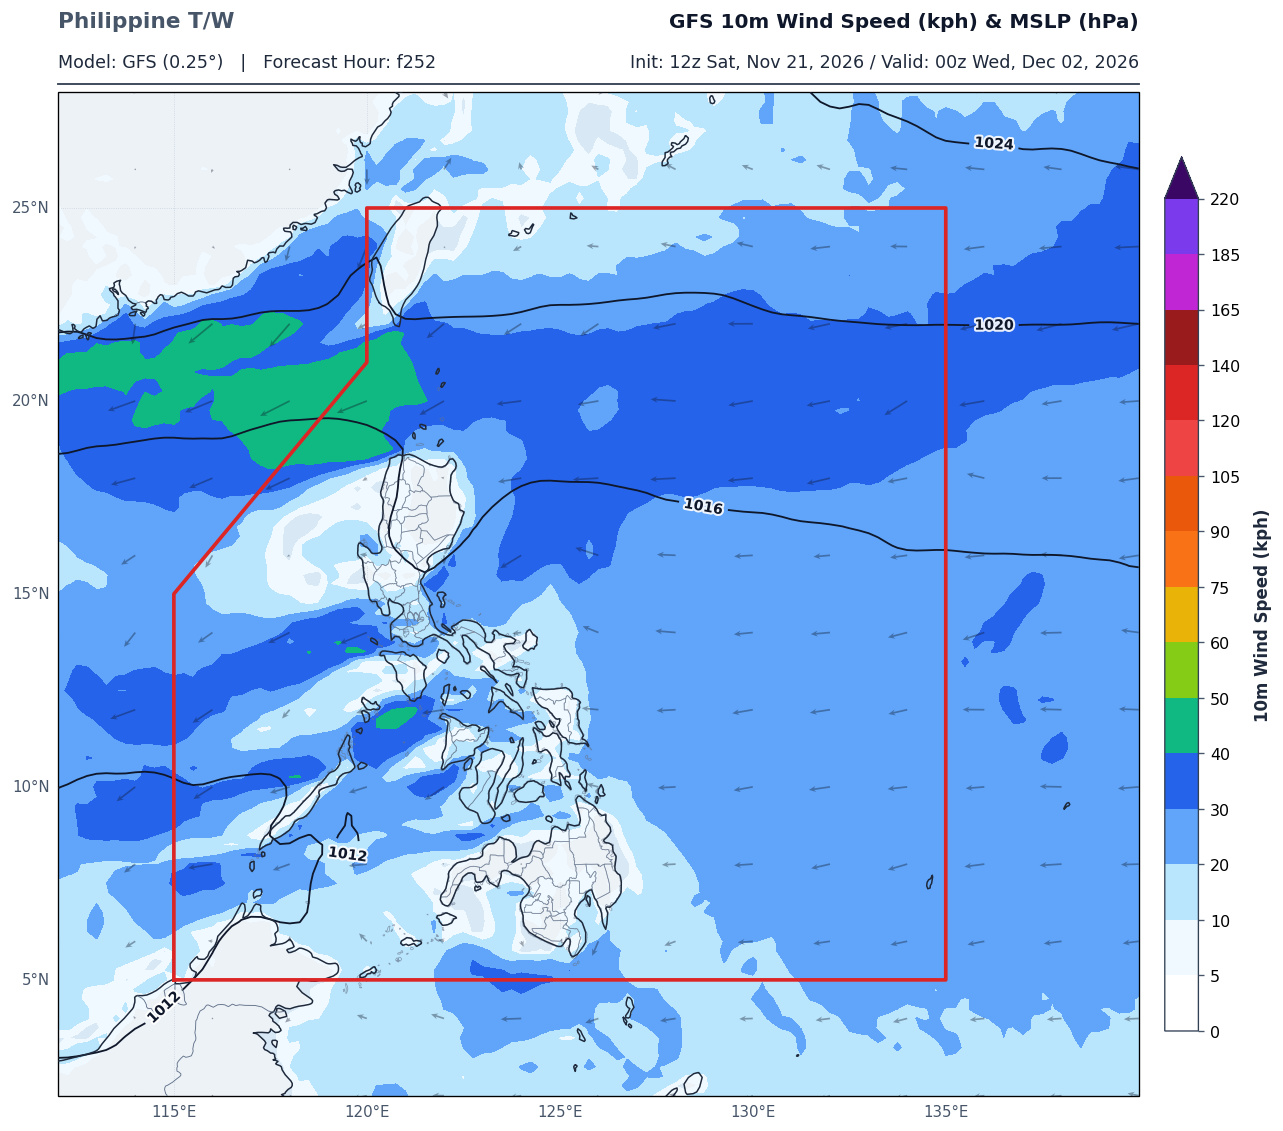 Philippine T/W
GFS 10m Wind Speed (kph) & MSLP (hPa)
Model: GFS (0.25°)   |   Forecast Hour: f252
Init: 12z Sat, Nov 21, 2026 / Valid: 00z Wed, Dec 02, 2026
1024
1020
1016
1012
1012
25°N
20°N
15°N
10°N
5°N
115°E
120°E
125°E
130°E
135°E
220
185
165
140
120
105
90
75
60
50
40
30
20
10
5
0
10m Wind Speed (kph)